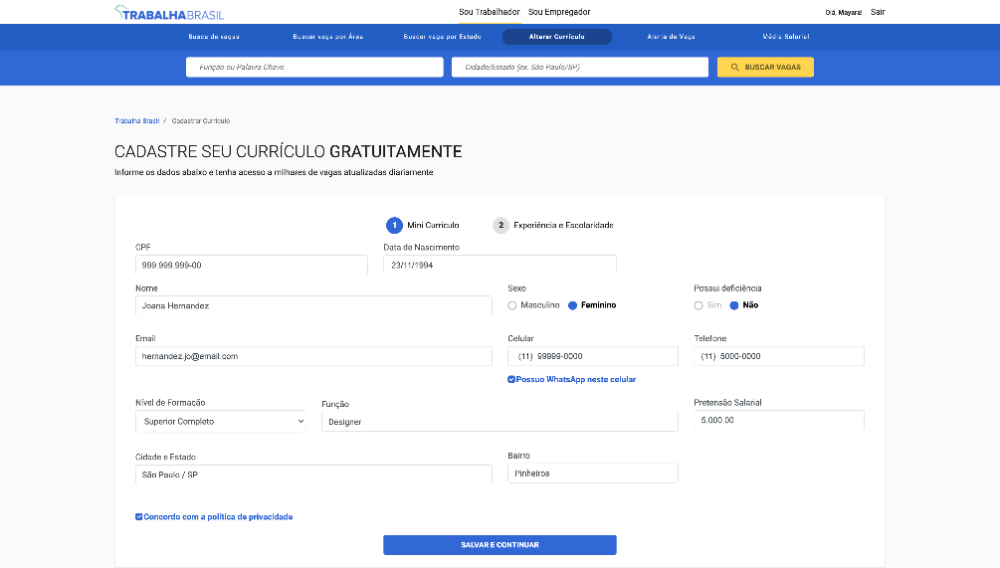 TRABALHABRASIL
Sou Trabalhador Sou Empregador
Olá, Mayara! Sair
Busca de vagas Buscar vaga por Área Buscar vaga por Estado Alterar Currículo Alerta de Vaga Média Salarial
Função ou Palavra Chave Cidade/Estado (ex. São Paulo/SP) BUSCAR VAGAS
Trabalha Brasil / Cadastrar Currículo
CADASTRE SEU CURRÍCULO GRATUITAMENTE
Informe os dados abaixo e tenha acesso a milhares de vagas atualizadas diariamente
1 Mini Currículo 2 Experiência e Escolaridade
CPF Data de Nascimento
999.999.999-00 23/11/1994
Nome Sexo Possui deficiência
Joana Hernandez Masculino Feminino Sim Não
Email Celular Telefone
hernandez.jo@email.com (11) 99999-0000 (11) 5000-0000
Possuo WhatsApp neste celular
Nível de Formação Função Pretensão Salarial
Superior Completo Designer 5.000,00
Cidade e Estado Bairro
São Paulo / SP Pinheiros
Concordo com a política de privacidade
SALVAR E CONTINUAR